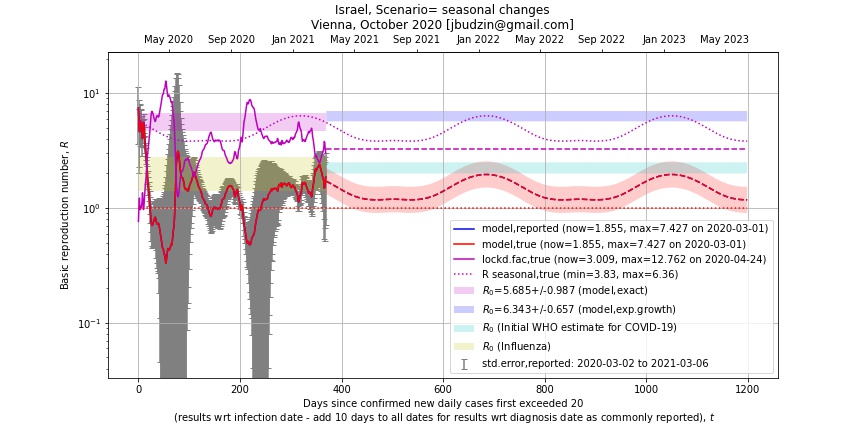 Israel, Scenario= seasonal changes
Vienna, October 2020 [jbudzin@gmail.com]
May 2020 Sep 2020 Jan 2021 May 2021 Sep 2021 Jan 2022 May 2022 Sep 2022 Jan 2023 May 2023
Basic reproduction number, R
10¹
10⁰
10⁻¹
model,reported (now=1.855, max=7.427 on 2020-03-01)
model,true (now=1.855, max=7.427 on 2020-03-01)
lockd.fac,true (now=3.009, max=12.762 on 2020-04-24)
R seasonal,true (min=3.83, max=6.36)
R₀=5.685+/-0.987 (model,exact)
R₀=6.343+/-0.657 (model,exp.growth)
R₀ (Initial WHO estimate for COVID-19)
R₀ (Influenza)
std.error,reported: 2020-03-02 to 2021-03-06
0 200 400 600 800 1000 1200
Days since confirmed new daily cases first exceeded 20
(results wrt infection date - add 10 days to all dates for results wrt diagnosis date as commonly reported), t